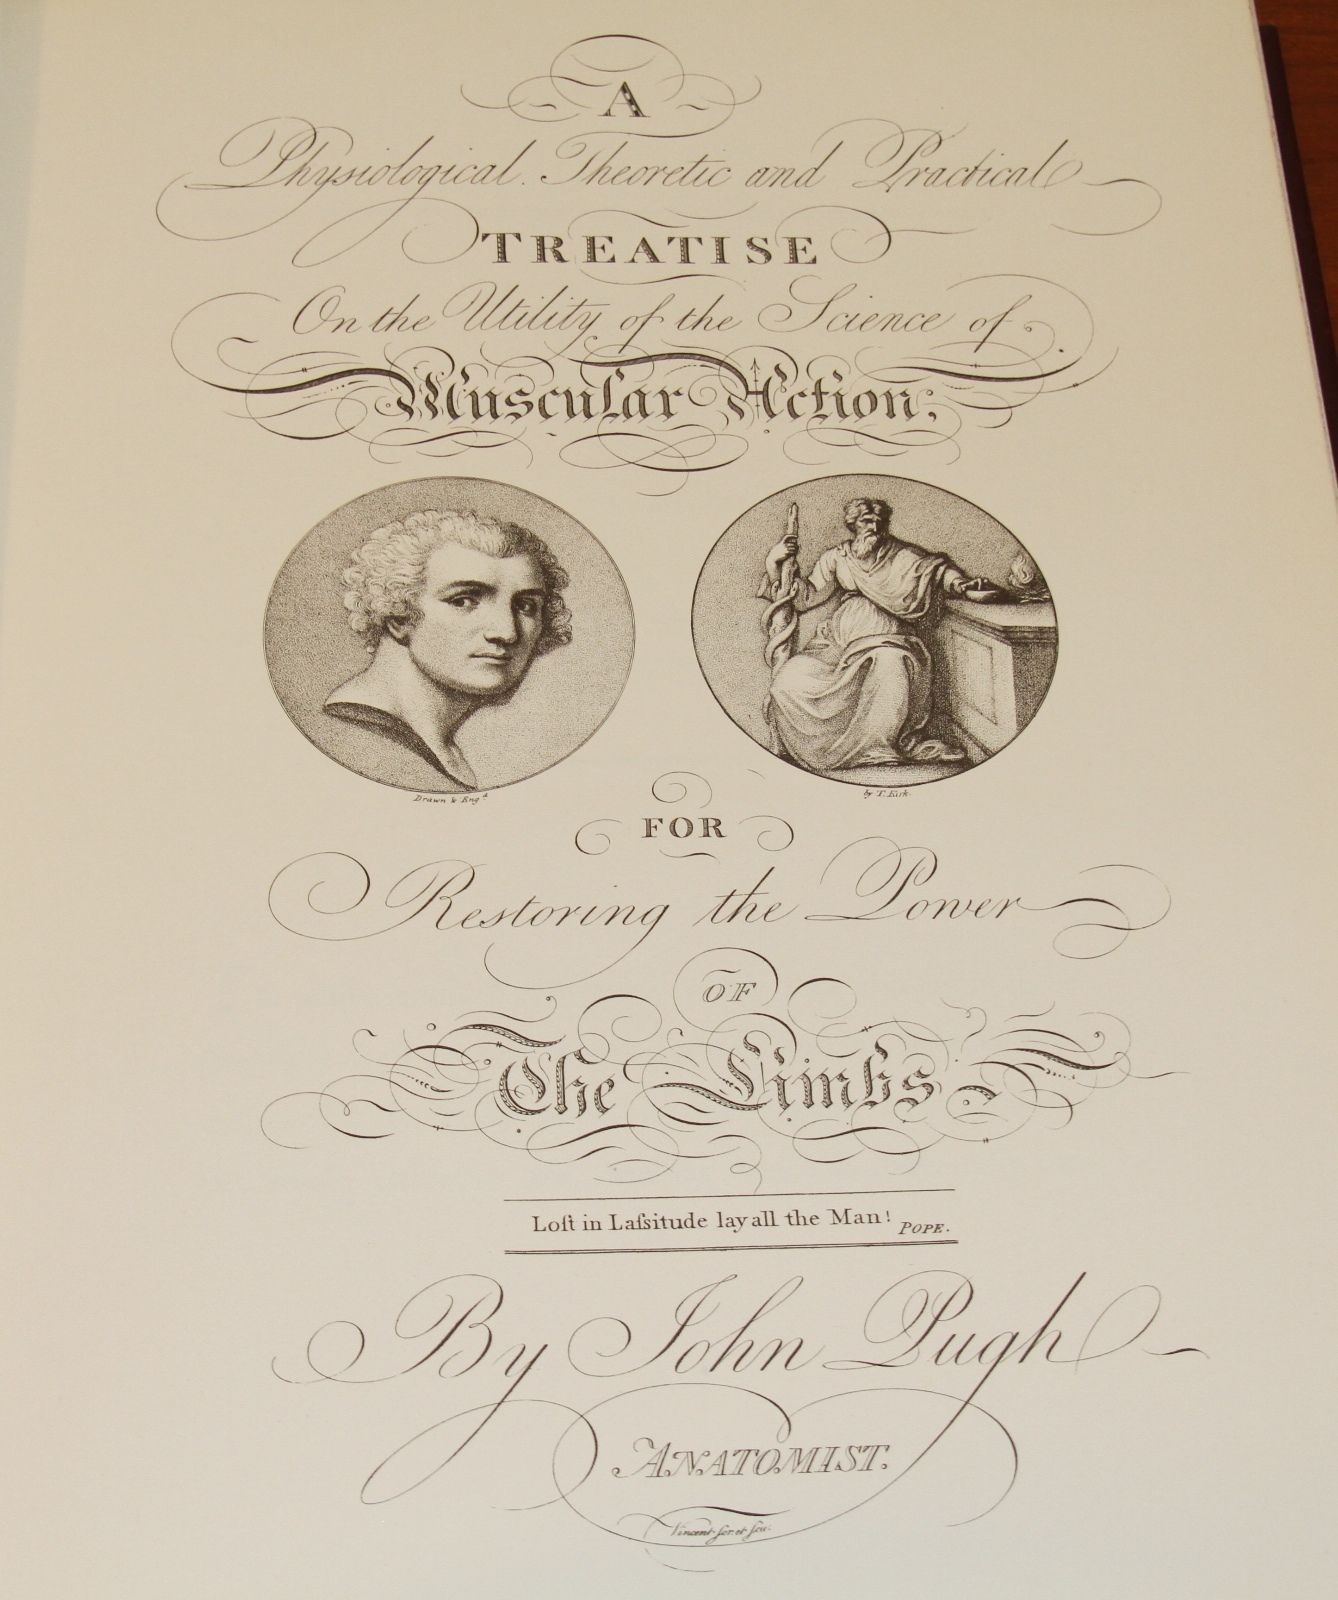 A
Physiological. Theoretic and Practical
TREATISE
On the Utility of the Science of
Muscular Action;
Drawn & Engd
by T. Kirk.
FOR
Restoring the Power
OF
The Limbs
Loſt in Laſsitude lay all the Man!
POPE.
By John Pugh
ANATOMIST.
Vincent ſcr. et ſcu: